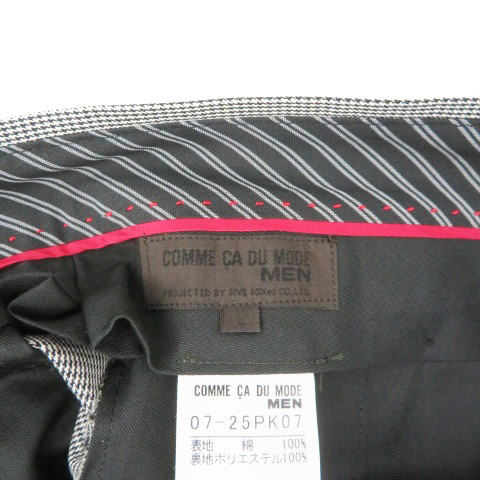 COMME ÇA DU MODE
MEN
PROJECTED BY FIVE FOXes CO.,LTD.
L
COMME ÇA DU MODE
MEN
07-25PK07
表地 綿 100%
裏地ポリエステル100%